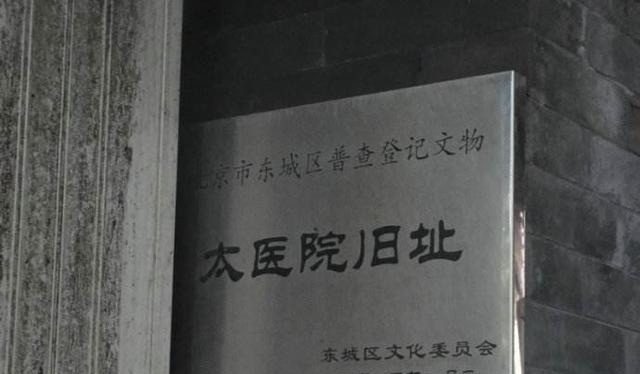 北京市东城区普查登记文物
太医院旧址
东城区文化委员会